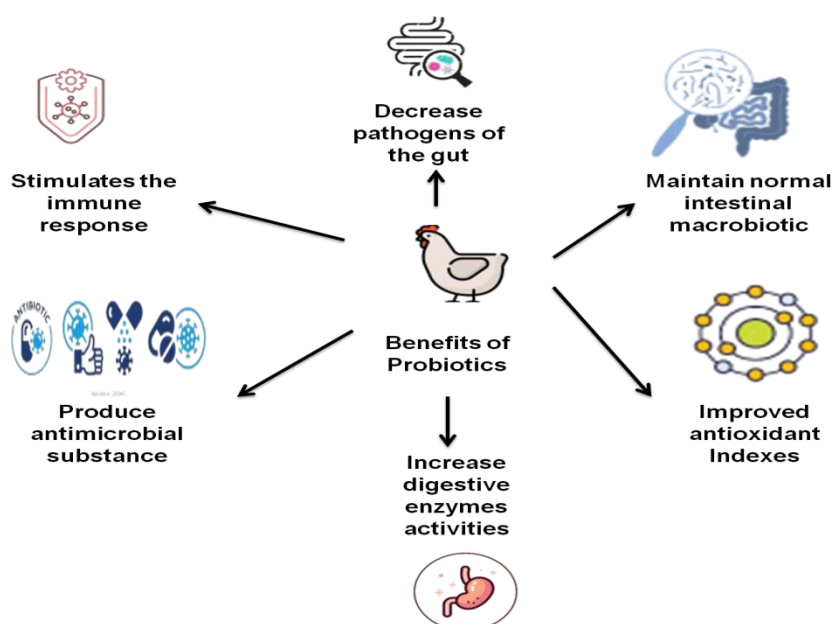 Decrease
pathogens of
the gut
Stimulates the
immune
response
Maintain normal
intestinal
macrobiotic
ANTIBIOTIC
Benefits of
Probiotics
Produce
antimicrobial
substance
Improved
antioxidant
Indexes
Increase
digestive
enzymes
activities